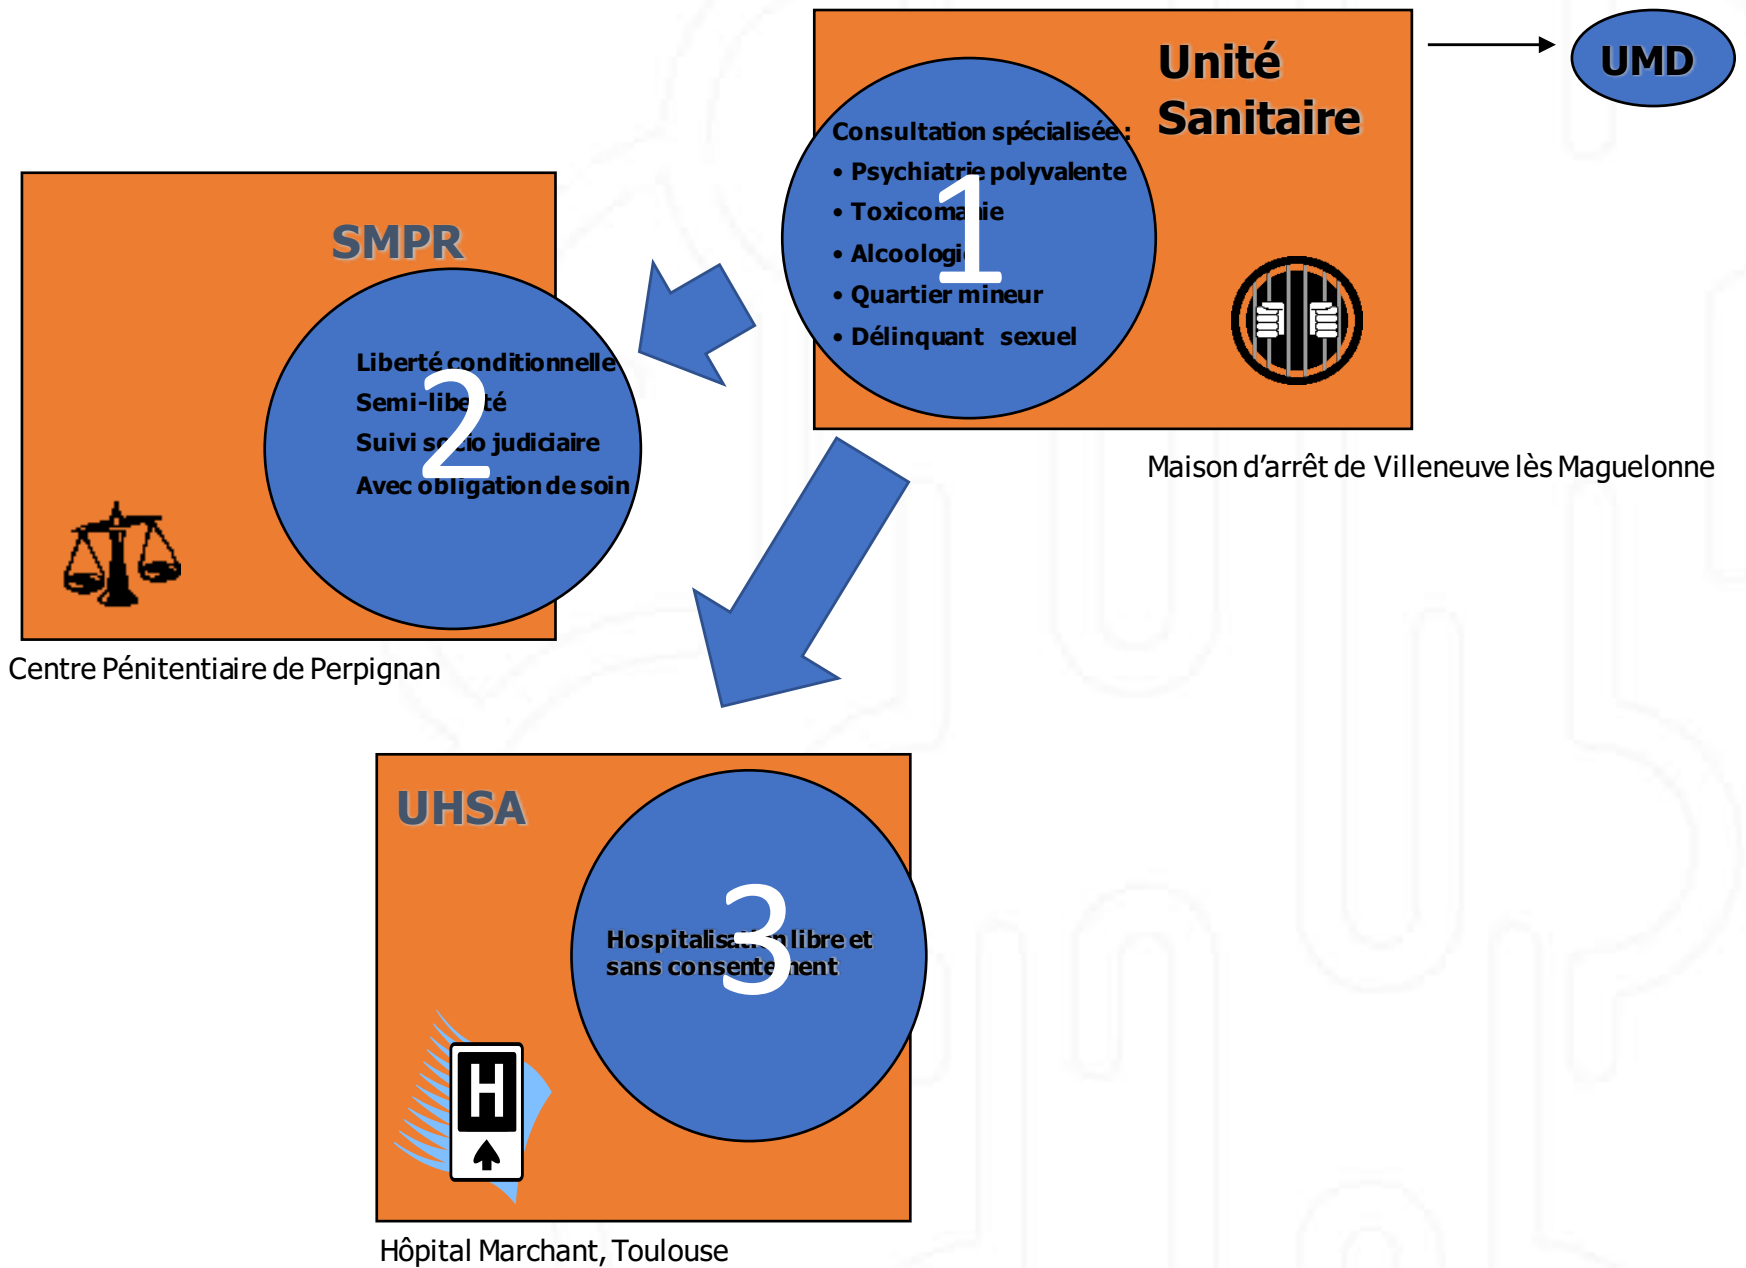 Unité
Sanitaire
UMD
Consultation spécialisée :
• Psychiatrie polyvalente
• Toxicomanie
• Alcoologie
• Quartier mineur
• Délinquant sexuel
1
Maison d’arrêt de Villeneuve lès Maguelonne
SMPR
Liberté conditionnelle
Semi-liberté
Suivi socio judiciaire
Avec obligation de soin
2
Centre Pénitentiaire de Perpignan
UHSA
Hospitalisation libre et
sans consentement
3
H
Hôpital Marchant, Toulouse